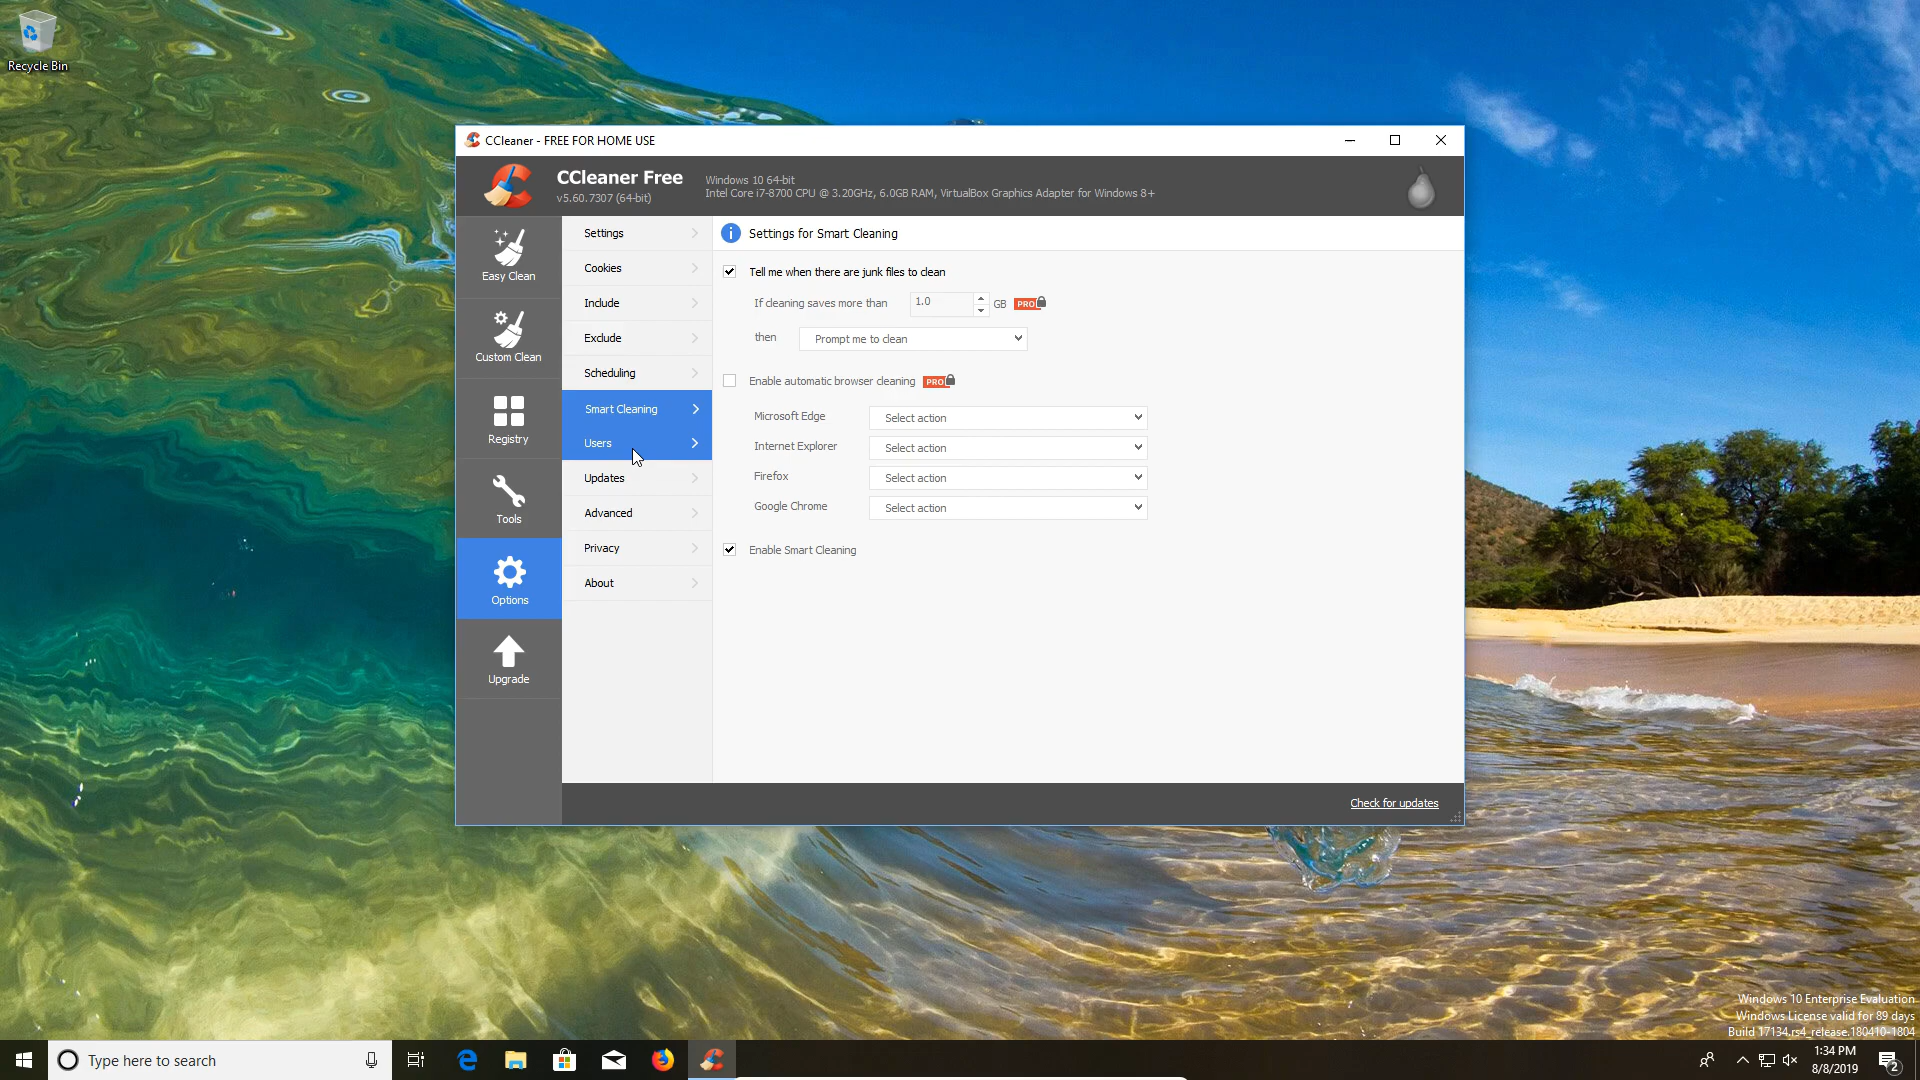 Recycle Bin
CCleaner - FREE FOR HOME USE
CCleaner Free
v5.60.7307 (64-bit)
Windows 10 64-bit
Intel Core i7-8700 CPU @ 3.20GHz, 6.0GB RAM, VirtualBox Graphics Adapter for Windows 8+
Easy Clean
Custom Clean
Registry
Tools
Options
Upgrade
Settings
Cookies
Include
Exclude
Scheduling
Smart Cleaning
Users
Updates
Advanced
Privacy
About
i Settings for Smart Cleaning
Tell me when there are junk files to clean
If cleaning saves more than 1.0 GB PRO
then Prompt me to clean
Enable automatic browser cleaning PRO
Microsoft Edge Select action
Internet Explorer Select action
Firefox Select action
Google Chrome Select action
Enable Smart Cleaning
Check for updates
Windows 10 Enterprise Evaluation
Windows License valid for 89 days
Build 17134.rs4_release.180410-1804
Type here to search
1:34 PM
8/8/2019
2